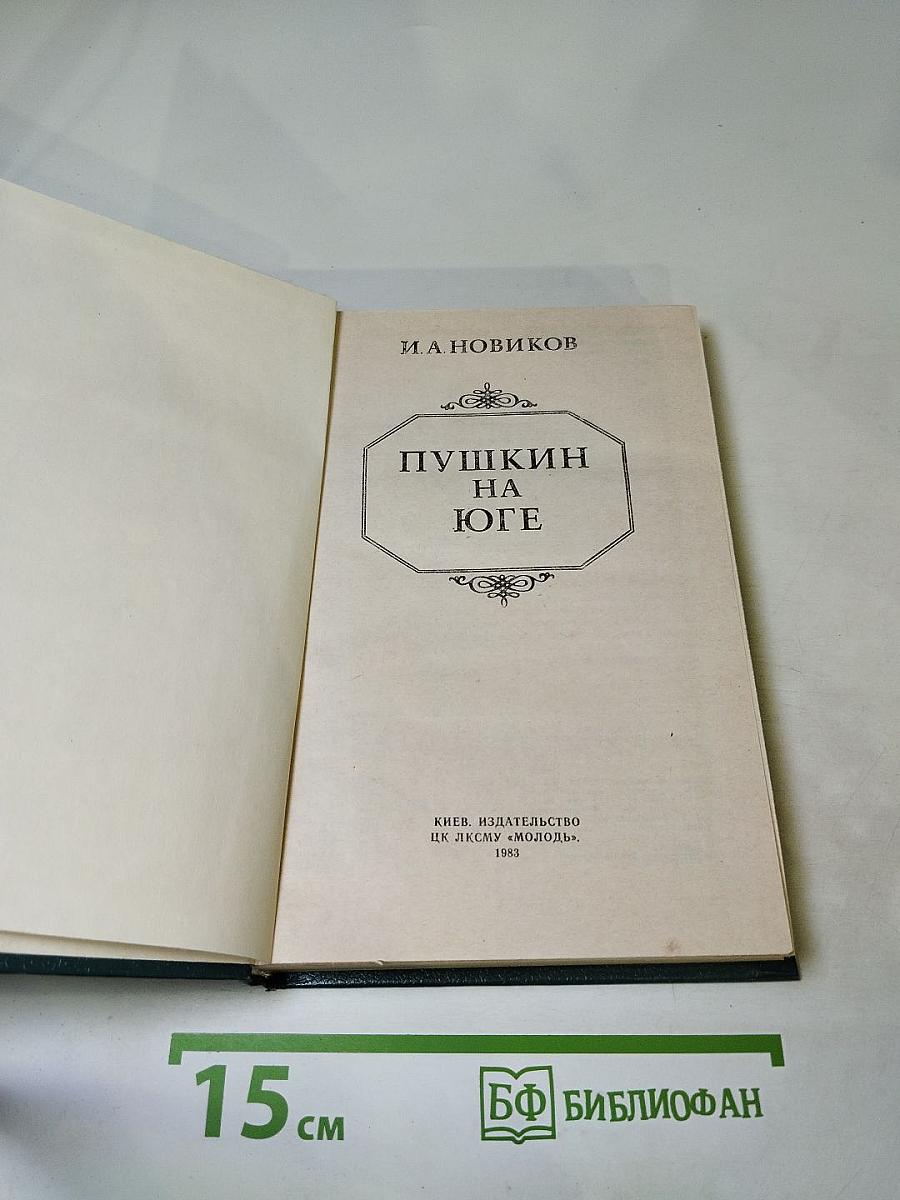 И.А.НОВИКОВ
ПУШКИН
НА
ЮГЕ
КИЕВ. ИЗДАТЕЛЬСТВО
ЦК ЛКСМУ «МОЛОДЬ».
1983
15 см
БФ БИБЛИОФАН